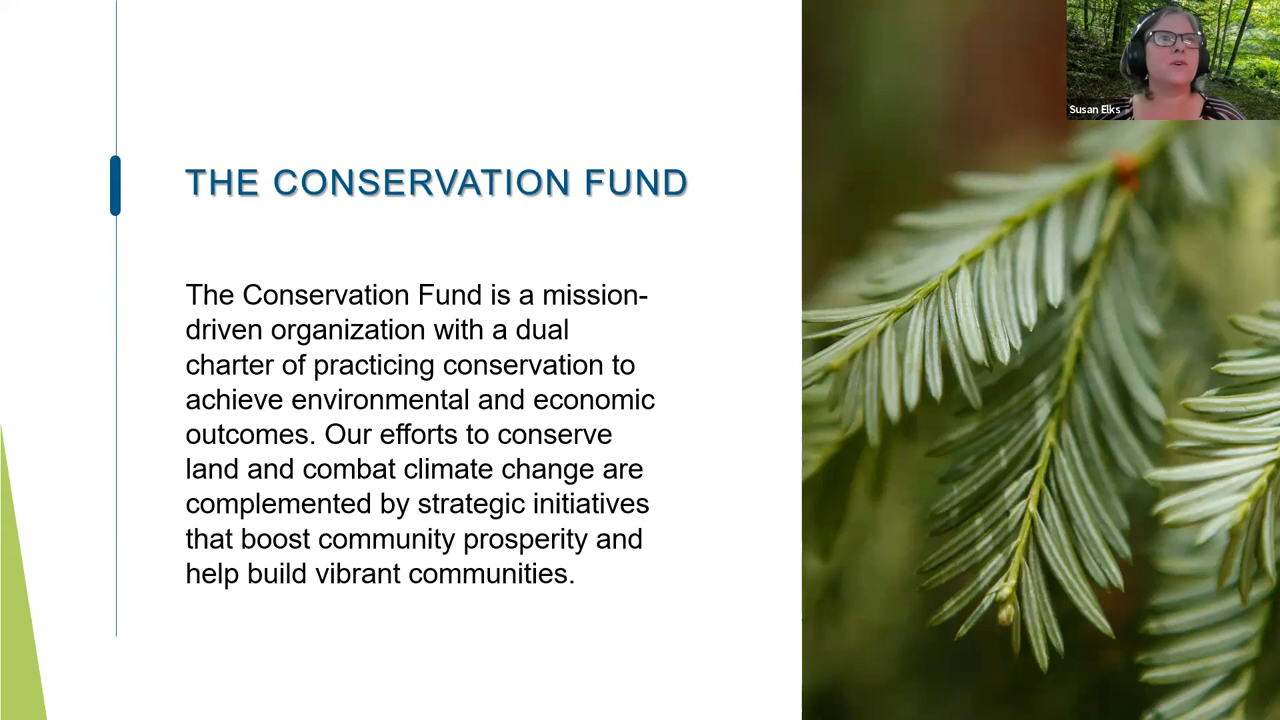 Susan Elks
THE CONSERVATION FUND
The Conservation Fund is a mission-
driven organization with a dual
charter of practicing conservation to
achieve environmental and economic
outcomes. Our efforts to conserve
land and combat climate change are
complemented by strategic initiatives
that boost community prosperity and
help build vibrant communities.